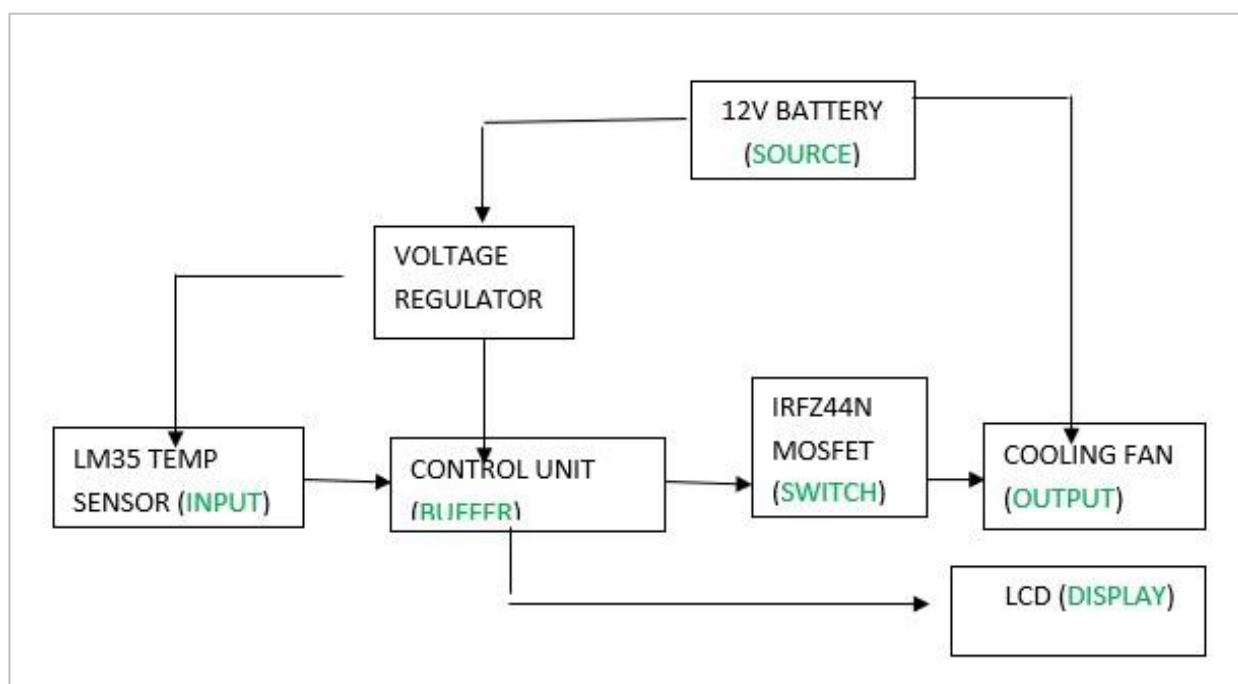 12V BATTERY
(SOURCE)
VOLTAGE
REGULATOR
LM35 TEMP
SENSOR (INPUT)
CONTROL UNIT
(BUFFER)
IRFZ44N
MOSFET
(SWITCH)
COOLING FAN
(OUTPUT)
LCD (DISPLAY)